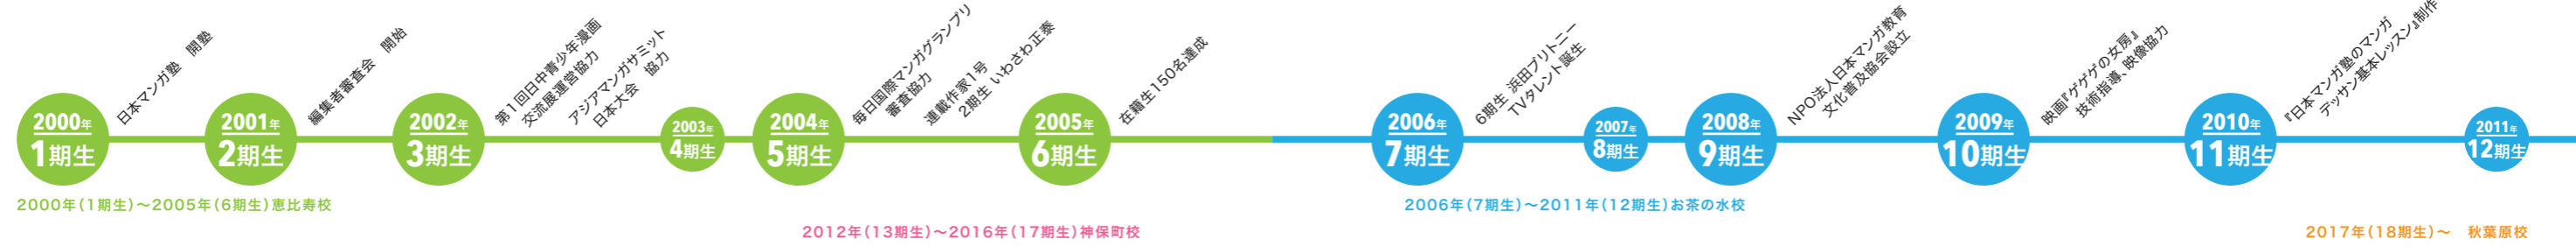 2000年
1期生
日本マンガ塾　開塾
2001年
2期生
編集者審査会　開始
2002年
3期生
第1回日中青少年漫画
交流展運営協力
アジアマンガサミット
日本大会　協力
2003年
4期生
2004年
5期生
毎日国際マンガグランプリ
審査協力
連載作家1号
2期生 いわさわ正泰
2005年
6期生
在籍生150名達成
2006年
7期生
6期生 浜田ブリトニー
TVタレント誕生
2007年
8期生
2008年
9期生
NPO法人日本マンガ教育
文化普及協会設立
2009年
10期生
映画『ゲゲゲの女房』
技術指導、映像協力
2010年
11期生
『日本マンガ塾のマンガ
デッサン基本レッスン』制作
2011年
12期生
2000年（1期生）〜2005年（6期生）恵比寿校
2006年（7期生）〜2011年（12期生）お茶の水校
2012年（13期生）〜2016年（17期生）神保町校
2017年（18期生）〜　秋葉原校